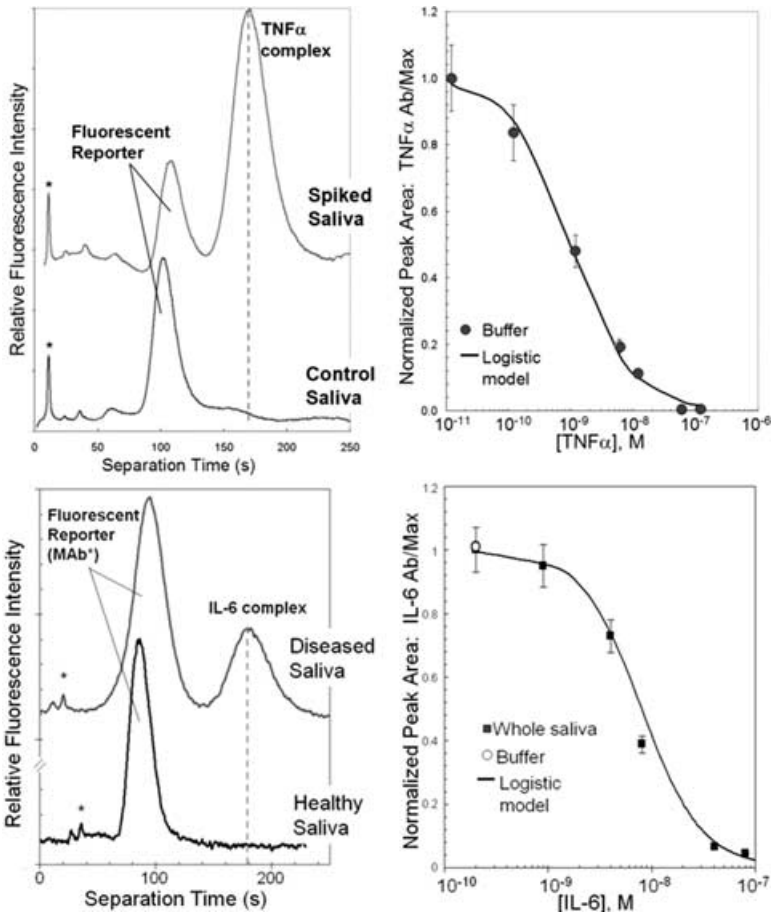 TNFα
complex
Fluorescent
Reporter
*
Spiked
Saliva
*
Control
Saliva
Relative Fluorescence Intensity
0 50 100 150 200 250
Separation Time (s)
Normalized Peak Area: TNFα Ab/Max
1.0
0.8
0.6
0.4
0.2
0.0
Buffer
Logistic
model
10-11 10-10 10-9 10-8 10-7 10-6
[TNFα], M
Fluorescent
Reporter
(MAb*)
IL-6 complex
*
Diseased
Saliva
*
Healthy
Saliva
Relative Fluorescence Intensity
0 100 200
Separation Time (s)
Normalized Peak Area: IL-6 Ab/Max
1.2
1
0.8
0.6
0.4
0.2
0
Whole saliva
Buffer
Logistic
model
10-10 10-9 10-8 10-7
[IL-6], M